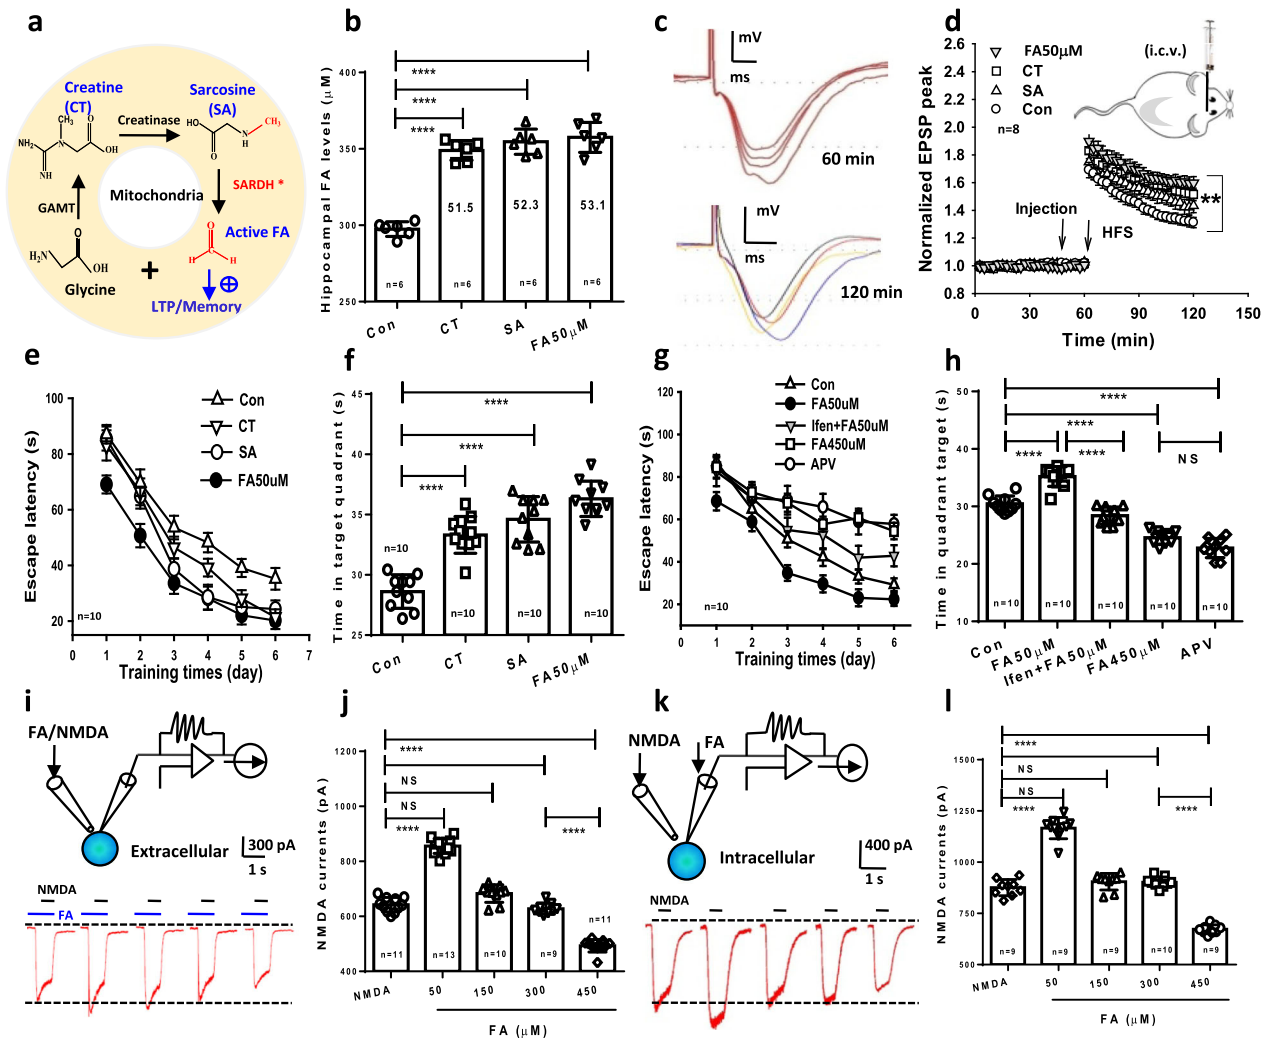 a
Creatine
(CT)
Sarcosine
(SA)
Creatinase
CH3
O
OH
N
NH2
NH2
NH
HO
O
N
H
CH3
Mitochondria
SARDH *
GAMT
Active FA
O
H
H
H2N
O
OH
Glycine
+
LTP/Memory
b
Hippocampal FA levels (μM)
400
350
300
250
****
****
****
51.5
52.3
53.1
n=6
n=6
n=6
n=6
Con
CT
SA
FA50μM
c
mV
ms
60 min
mV
ms
120 min
d
Normalized EPSP peak
2.6
2.4
2.2
2.0
1.8
1.6
1.4
1.2
1.0
0.8
FA50μM
CT
SA
Con
n=8
(i.c.v.)
Injection
HFS
**
0
30
60
90
120
150
Time (min)
e
Escape latency (s)
100
80
60
40
20
Con
CT
SA
FA50uM
n=10
0
1
2
3
4
5
6
7
Training times (day)
f
Time in target quadrant (s)
45
40
35
30
25
****
****
****
n=10
n=10
n=10
n=10
Con
CT
SA
FA50μM
g
Escape latency (s)
120
100
80
60
40
20
Con
FA50uM
Ifen+FA50uM
FA450uM
APV
n=10
0
1
2
3
4
5
6
Training times (day)
h
Time in quadrant target (s)
50
40
30
20
10
****
****
****
****
NS
n=10
n=10
n=10
n=10
n=10
Con
FA50μM
Ifen+FA50μM
FA450μM
APV
i
FA/NMDA
Extracellular
300 pA
1 s
NMDA
FA
j
NMDA currents (pA)
1200
1000
800
600
400
****
NS
NS
****
****
n=11
n=13
n=10
n=9
n=11
NMDA
50
150
300
450
FA (μM)
k
NMDA
FA
Intracellular
400 pA
1 s
NMDA
l
NMDA currents (pA)
1500
1250
1000
750
500
****
NS
NS
****
****
n=9
n=9
n=9
n=10
n=9
NMDA
50
150
300
450
FA (μM)